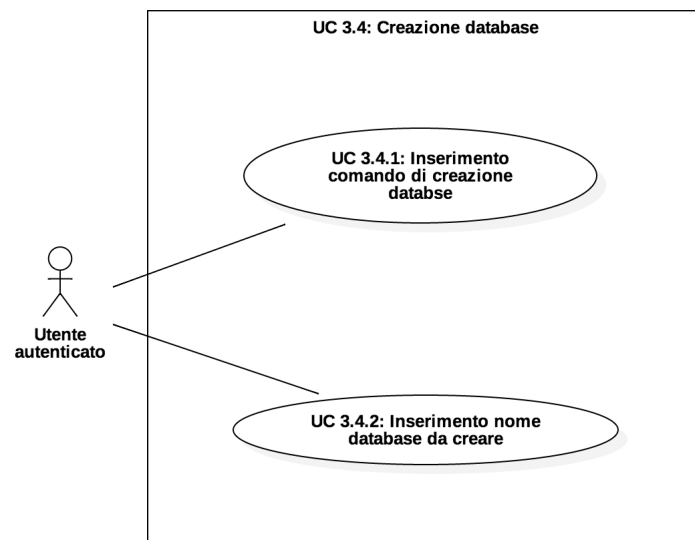 UC 3.4: Creazione database
UC 3.4.1: Inserimento
comando di creazione
databse
Utente
autenticato
UC 3.4.2: Inserimento nome
database da creare